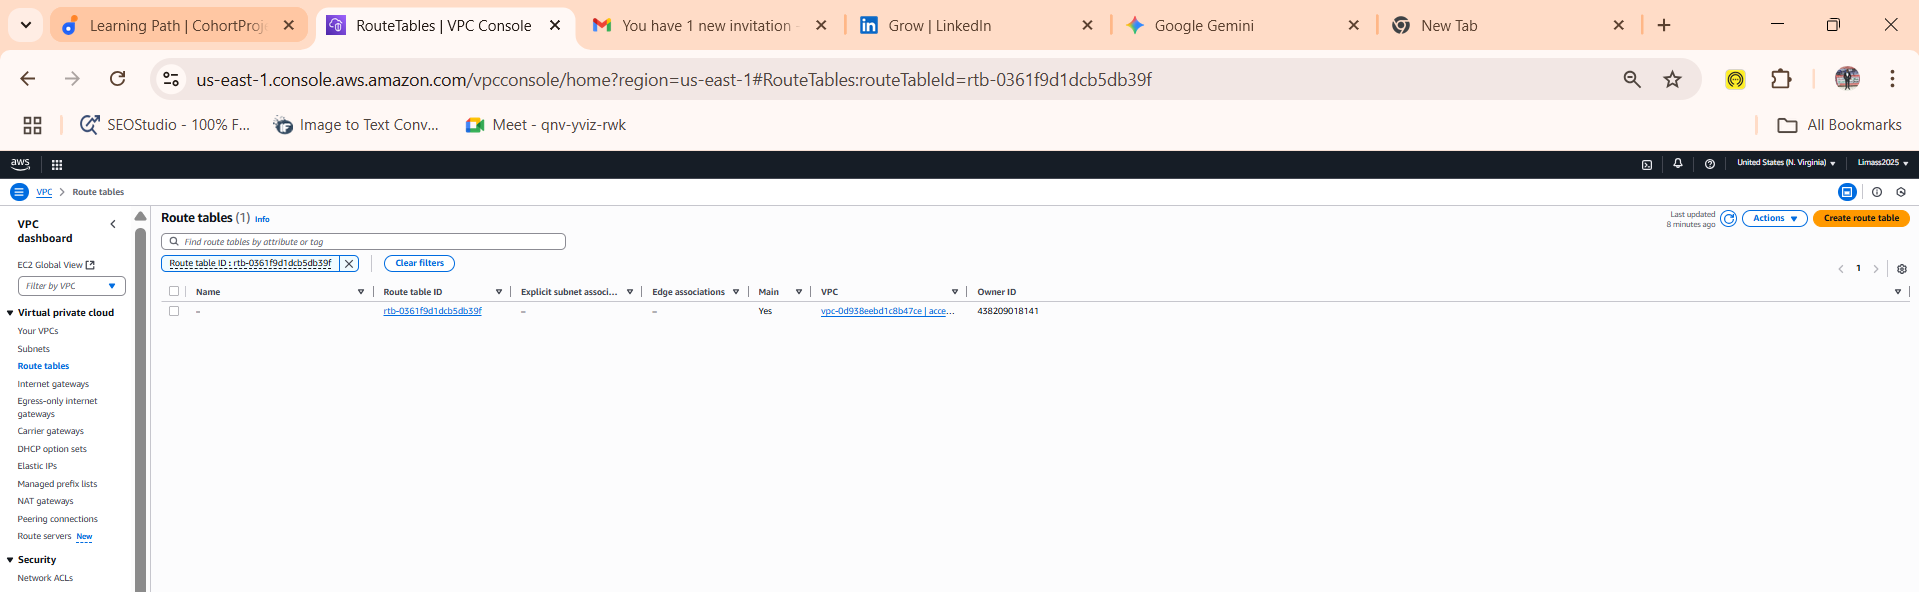 Learning Path | CohortProj
RouteTables | VPC Console
You have 1 new invitation
Grow | LinkedIn
Google Gemini
New Tab
us-east-1.console.aws.amazon.com/vpcconsole/home?region=us-east-1#RouteTables:routeTableId=rtb-0361f9d1dcb5db39f
SEOStudio - 100% F...
Image to Text Conv...
Meet - qnv-yviz-rwk
All Bookmarks
aws
United States (N. Virginia)
Limass2025
VPC
Route tables
VPC dashboard
EC2 Global View
Filter by VPC
Virtual private cloud
Your VPCs
Subnets
Route tables
Internet gateways
Egress-only internet
gateways
Carrier gateways
DHCP option sets
Elastic IPs
Managed prefix lists
NAT gateways
Peering connections
Route servers New
Security
Network ACLs
Route tables (1) Info
Last updated
8 minutes ago
Actions
Create route table
Find route tables by attribute or tag
Route table ID : rtb-0361f9d1dcb5db39f
Clear filters
1
Name Route table ID Explicit subnet associ... Edge associations Main VPC Owner ID
– rtb-0361f9d1dcb5db39f – – Yes vpc-0d938eebd1c8b47ce | acce... 438209018141